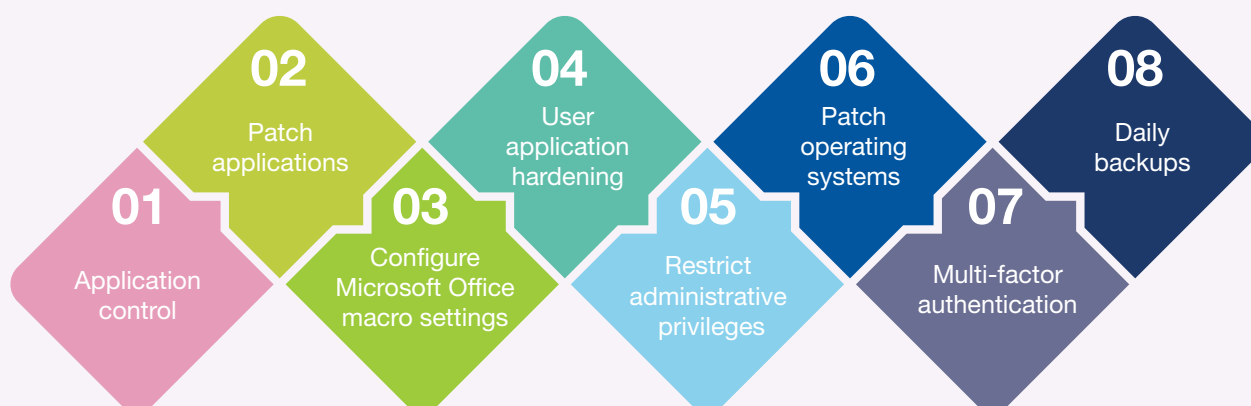 01
Application
control
02
Patch
applications
03
Configure
Microsoft Office
macro settings
04
User
application
hardening
05
Restrict
administrative
privileges
06
Patch
operating
systems
07
Multi-factor
authentication
08
Daily
backups